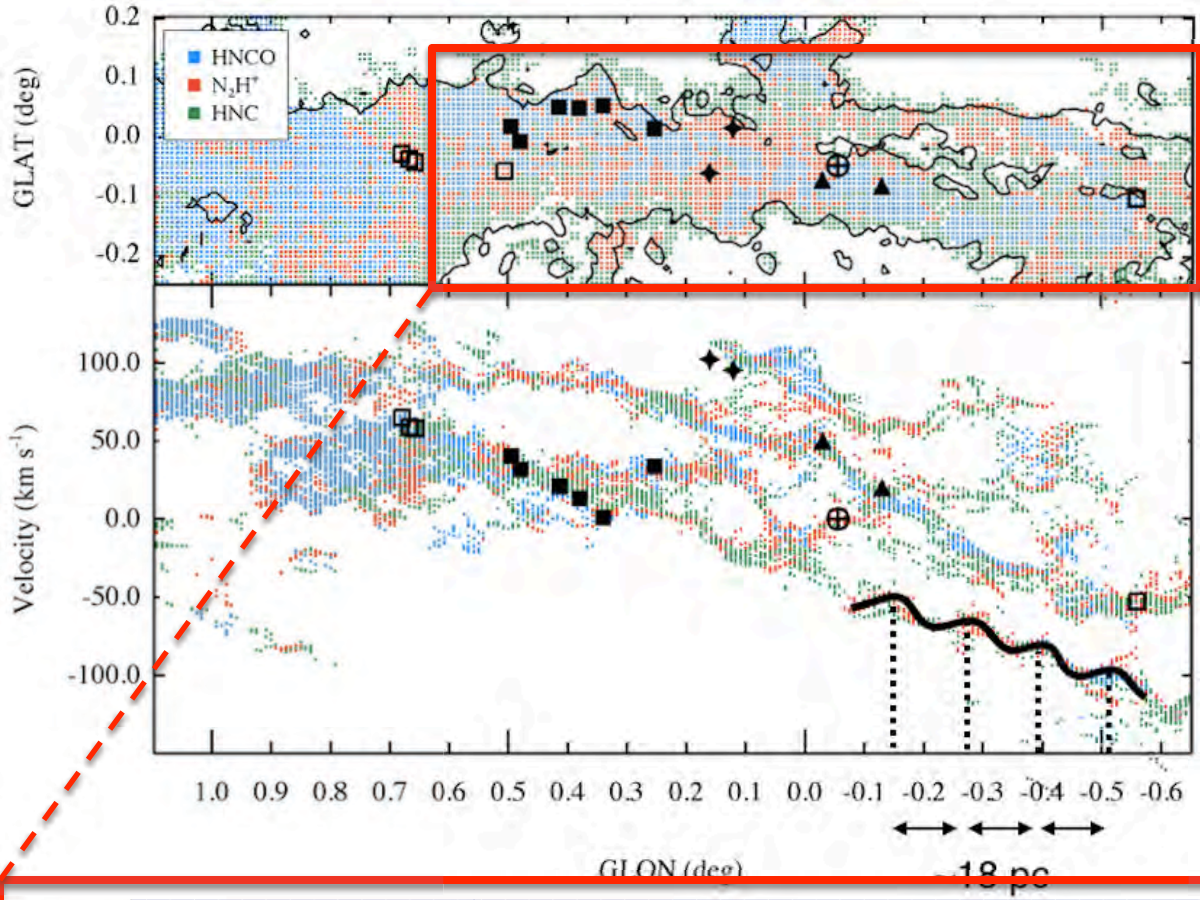 0.2
HNCO
N₂H⁺
HNC
0.1
0.0
-0.1
-0.2
GLAT (deg)
100.0
50.0
0.0
-50.0
-100.0
Velocity (km s⁻¹)
1.0 0.9 0.8 0.7 0.6 0.5 0.4 0.3 0.2 0.1 0.0 -0.1 -0.2 -0.3 -0.4 -0.5 -0.6
GLON (deg)
~18 pc